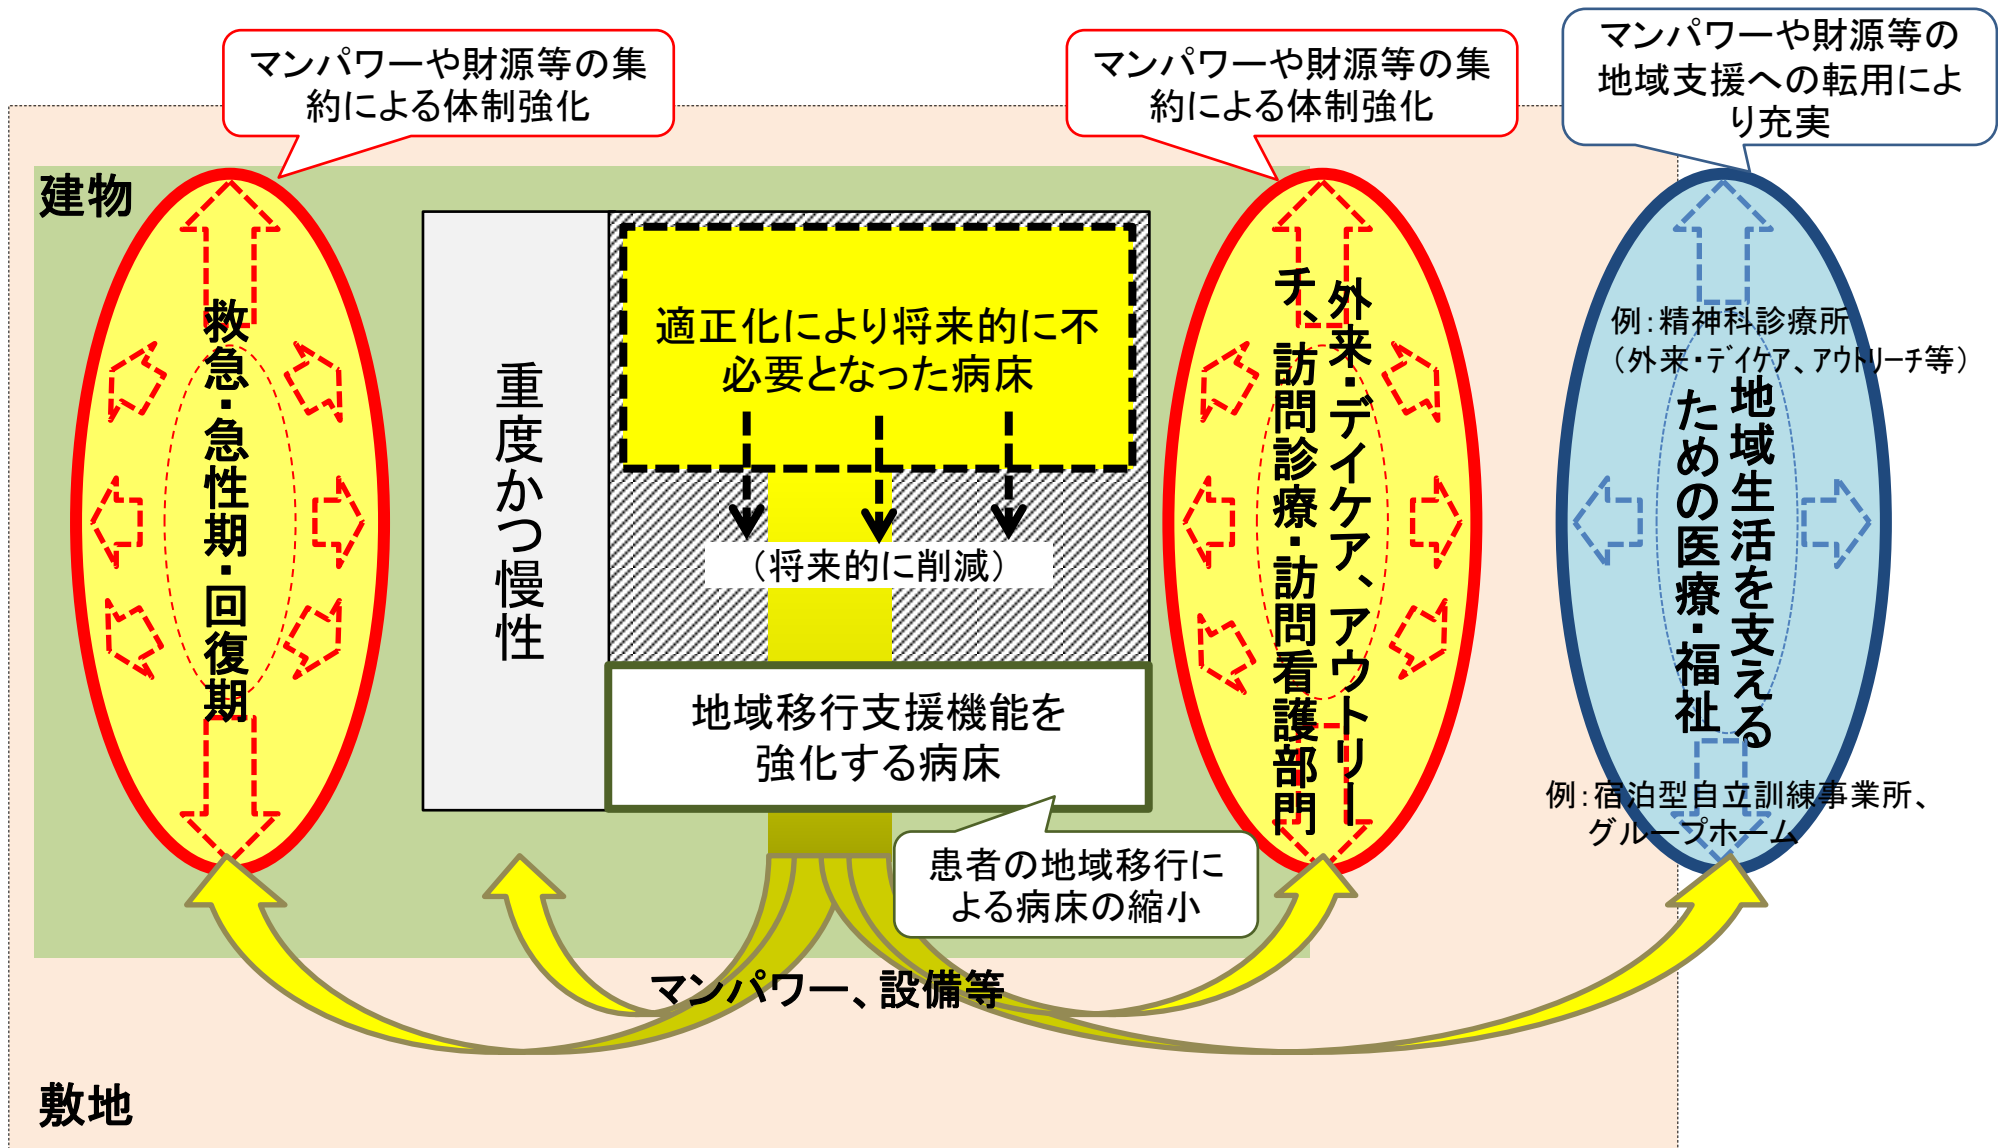 マンパワーや財源等の集
約による体制強化
マンパワーや財源等の集
約による体制強化
マンパワーや財源等の
地域支援への転用によ
り充実
建物
救急・急性期・回復期
重度かつ慢性
適正化により将来的に不
必要となった病床
（将来的に削減）
地域移行支援機能を
強化する病床
患者の地域移行に
よる病床の縮小
外来・デイケア、アウトリー
チ、訪問診療・訪問看護部門
例：精神科診療所
（外来・ﾃﾞｲｹｱ、ｱｳﾄﾘｰﾁ等）
地域生活を支える
ための医療・福祉
例：宿泊型自立訓練事業所、
グループホーム
マンパワー、設備等
敷地